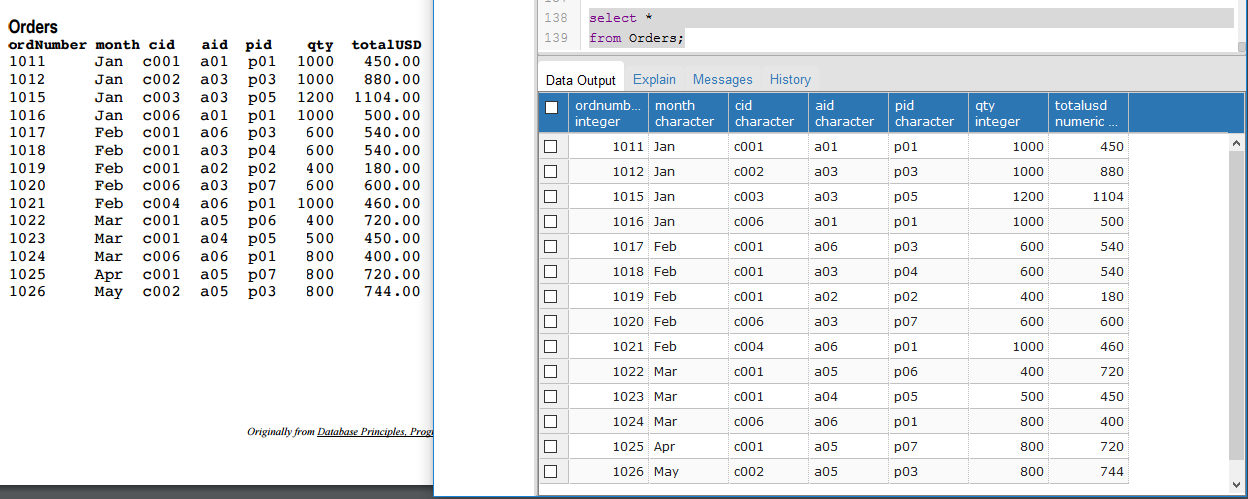 Orders
ordNumber month cid aid pid qty totalUSD
1011 Jan c001 a01 p01 1000 450.00
1012 Jan c002 a03 p03 1000 880.00
1015 Jan c003 a03 p05 1200 1104.00
1016 Jan c006 a01 p01 1000 500.00
1017 Feb c001 a06 p03 600 540.00
1018 Feb c001 a03 p04 600 540.00
1019 Feb c001 a02 p02 400 180.00
1020 Feb c006 a03 p07 600 600.00
1021 Feb c004 a06 p01 1000 460.00
1022 Mar c001 a05 p06 400 720.00
1023 Mar c001 a04 p05 500 450.00
1024 Mar c006 a06 p01 800 400.00
1025 Apr c001 a05 p07 800 720.00
1026 May c002 a05 p03 800 744.00
Originally from Database Principles, Progr
138 select *
139 from Orders;
Data Output Explain Messages History
ordnumb... month cid aid pid qty totalusd
integer character character character character integer numeric ...
1011 Jan c001 a01 p01 1000 450
1012 Jan c002 a03 p03 1000 880
1015 Jan c003 a03 p05 1200 1104
1016 Jan c006 a01 p01 1000 500
1017 Feb c001 a06 p03 600 540
1018 Feb c001 a03 p04 600 540
1019 Feb c001 a02 p02 400 180
1020 Feb c006 a03 p07 600 600
1021 Feb c004 a06 p01 1000 460
1022 Mar c001 a05 p06 400 720
1023 Mar c001 a04 p05 500 450
1024 Mar c006 a06 p01 800 400
1025 Apr c001 a05 p07 800 720
1026 May c002 a05 p03 800 744